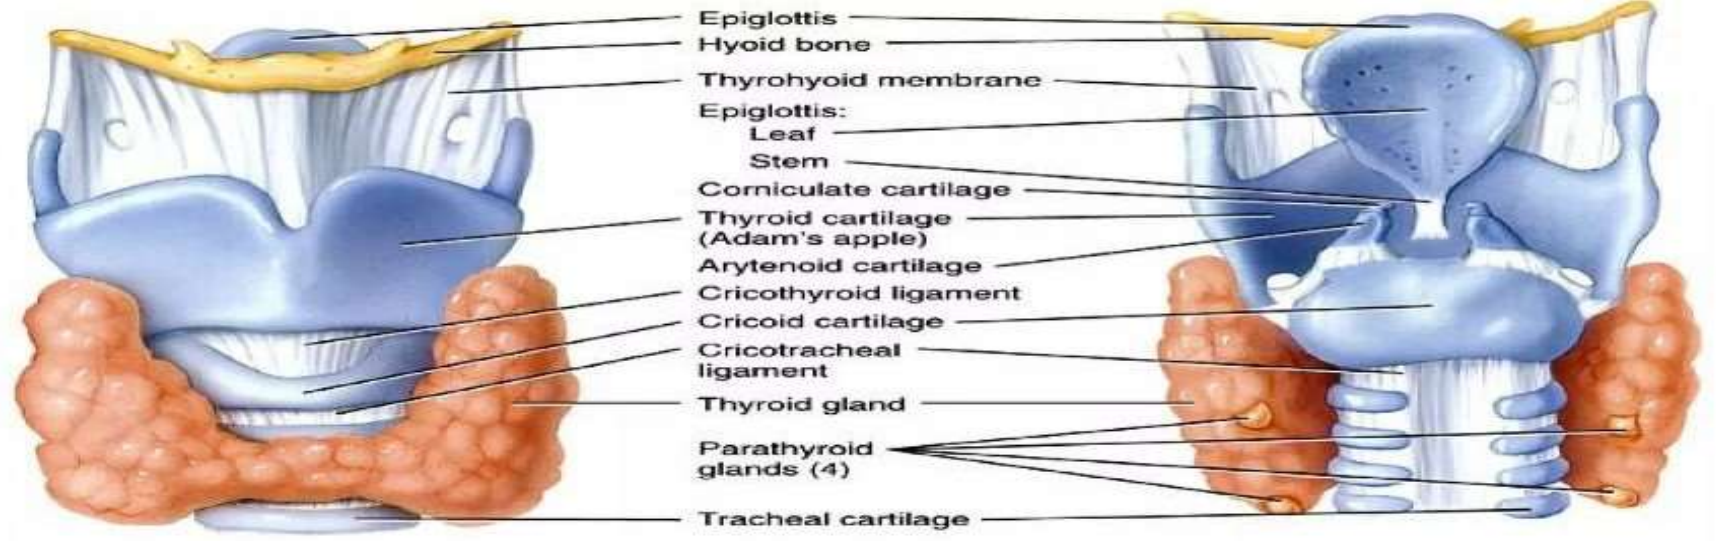 Epiglottis
Hyoid bone
Thyrohyoid membrane
Epiglottis:
Leaf
Stem
Corniculate cartilage
Thyroid cartilage
(Adam's apple)
Arytenoid cartilage
Cricothyroid ligament
Cricoid cartilage
Cricotracheal
ligament
Thyroid gland
Parathyroid
glands (4)
Tracheal cartilage